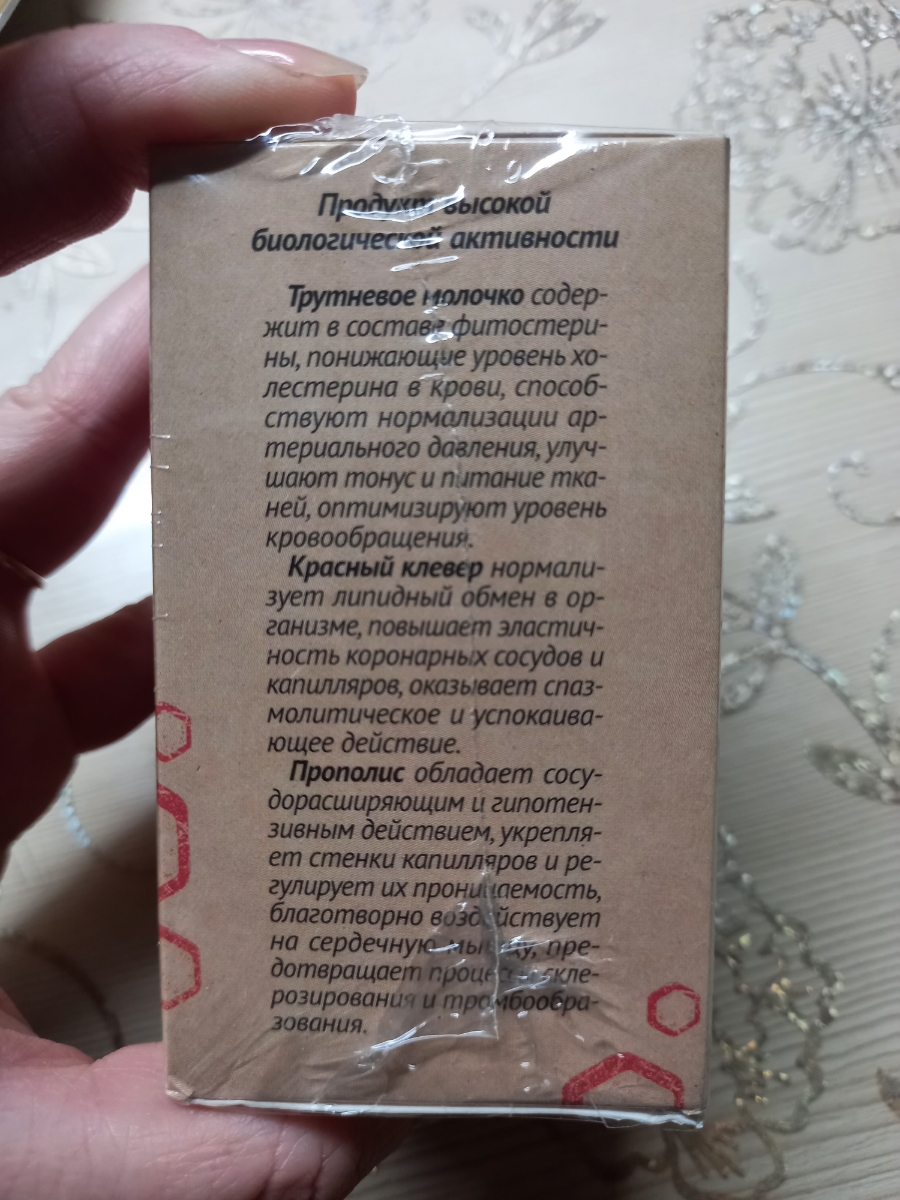 Продукт высокой
биологической активности
Трутневое молочко содер-
жит в составе фитостери-
ны, понижающие уровень хо-
лестерина в крови, способ-
ствуют нормализации ар-
териального давления, улуч-
шают тонус и питание тка-
ней, оптимизируют уровень
кровообращения.
Красный клевер нормали-
зует липидный обмен в ор-
ганизме, повышает эластич-
ность коронарных сосудов и
капилляров, оказывает спаз-
молитическое и успокаива-
ющее действие.
Прополис обладает сосу-
дорасширяющим и гипотен-
зивным действием, укрепля-
ет стенки капилляров и ре-
гулирует их проницаемость,
благотворно воздействует
на сердечную мышцу, пре-
дотвращает процессы скле-
розирования и тромбообра-
зования.